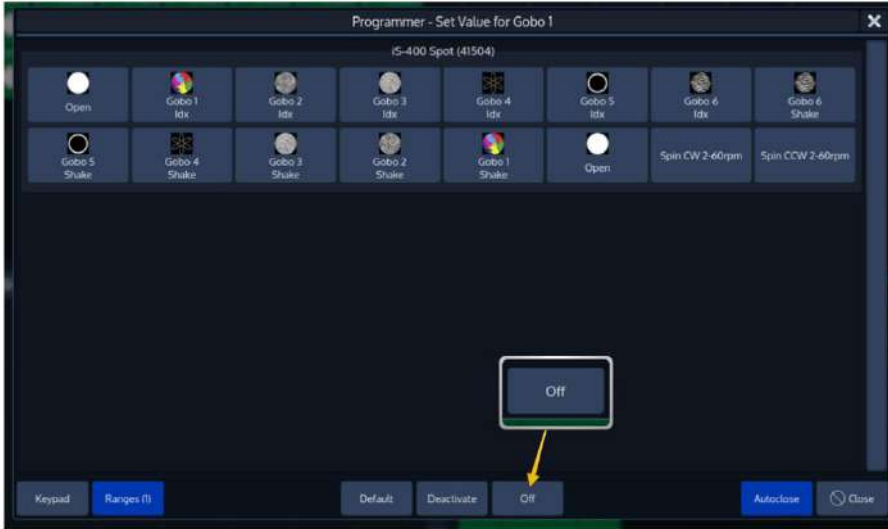 Programmer - Set Value for Gobo 1
iS-400 Spot (41504)
Open
Gobo 1
Idx
Gobo 2
Idx
Gobo 3
Idx
Gobo 4
Idx
Gobo 5
Idx
Gobo 6
Idx
Gobo 6
Shake
Gobo 5
Shake
Gobo 4
Shake
Gobo 3
Shake
Gobo 2
Shake
Gobo 1
Shake
Open
Spin CW 2-60rpm
Spin CCW 2-60rpm
Off
Keypad
Ranges (1)
Default
Deactivate
Off
Autoclose
Close